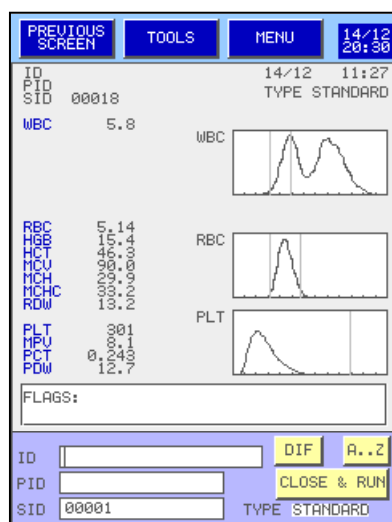 PREVIOUS SCREEN TOOLS MENU 14/12 20:30
ID 14/12 11:27
PID TYPE STANDARD
SID 00018
WBC 5.8
WBC
RBC 5.14
HGB 15.4
HCT 46.3
MCV 90.0
MCH 29.9
MCHC 33.2
RDW 13.2
RBC
PLT 301
MPV 8.1
PCT 0.243
PDW 12.7
PLT
FLAGS:
ID DIF A..Z
PID CLOSE & RUN
SID 00001 TYPE STANDARD